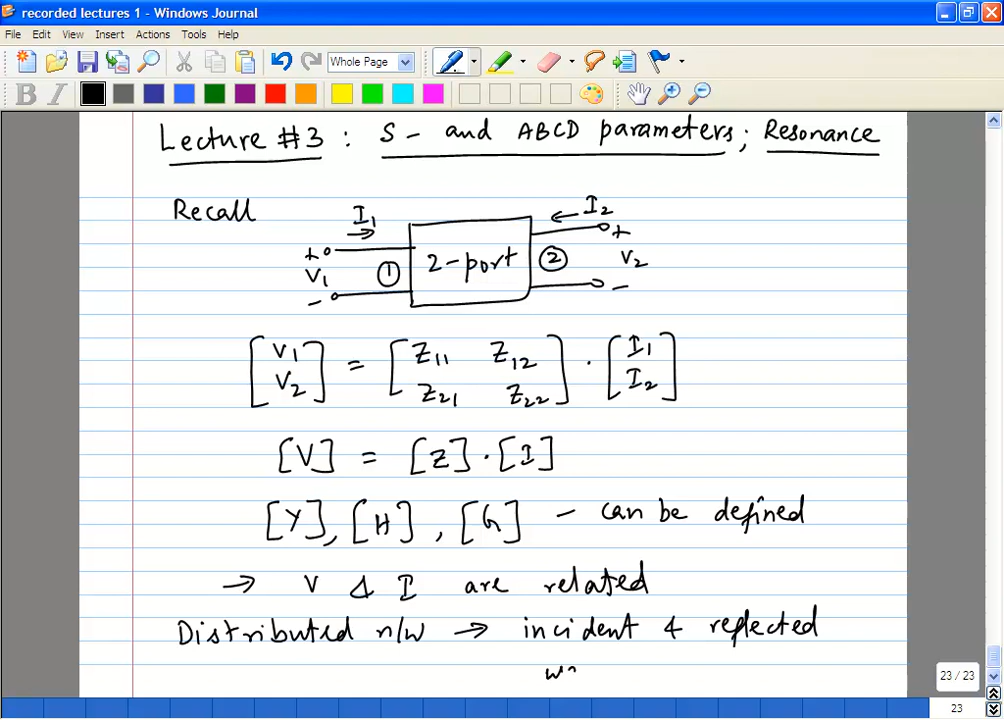 recorded lectures 1 - Windows Journal
File Edit View Insert Actions Tools Help
Whole Page
B I
Lecture #3 : S - and ABCD parameters; Resonance
Recall
I1 I2
+ V1 - ① 2-port ② + V2 -
[V1 V2] = [Z11 Z12 Z21 Z22] · [I1 I2]
[V] = [Z] · [I]
[Y], [H], [G] - can be defined
→ V & I are related
Distributed n/w → incident & reflected
23 / 23
23